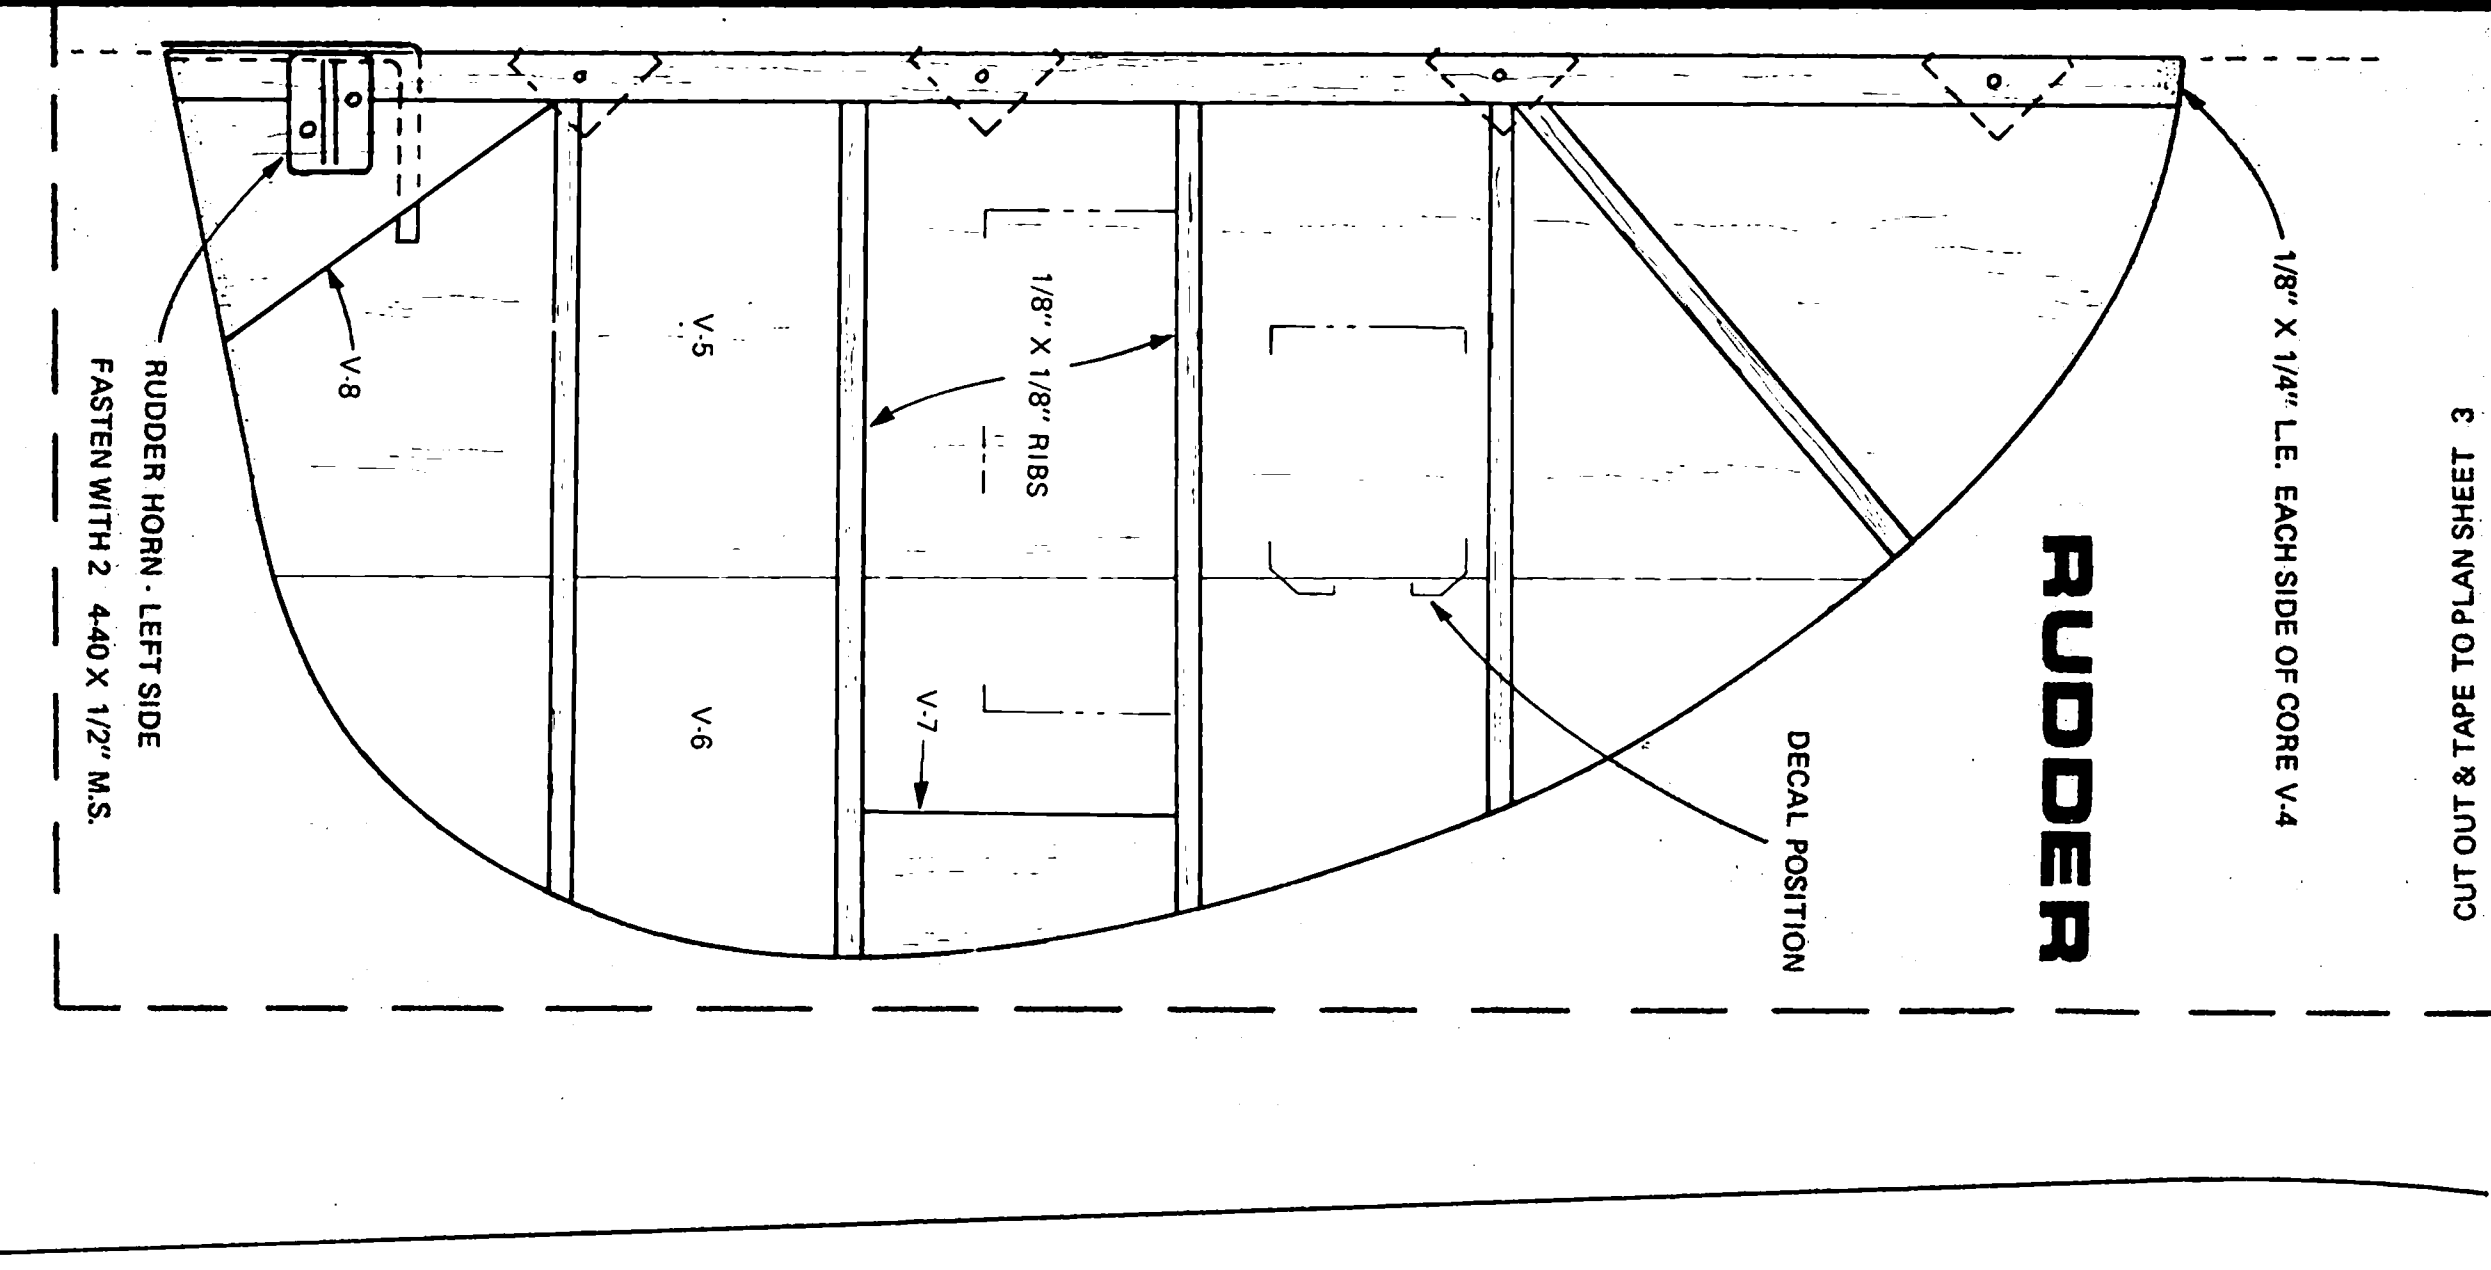 CUT OUT & TAPE TO PLAN SHEET 3
1/8" X 1/4" L.E. EACH SIDE OF CORE V-4
RUDDER
DECAL POSITION
1/8" X 1/8" RIBS
V-7
V-5
V-6
V-8
RUDDER HORN - LEFT SIDE
FASTEN WITH 2 4-40 X 1/2" M.S.